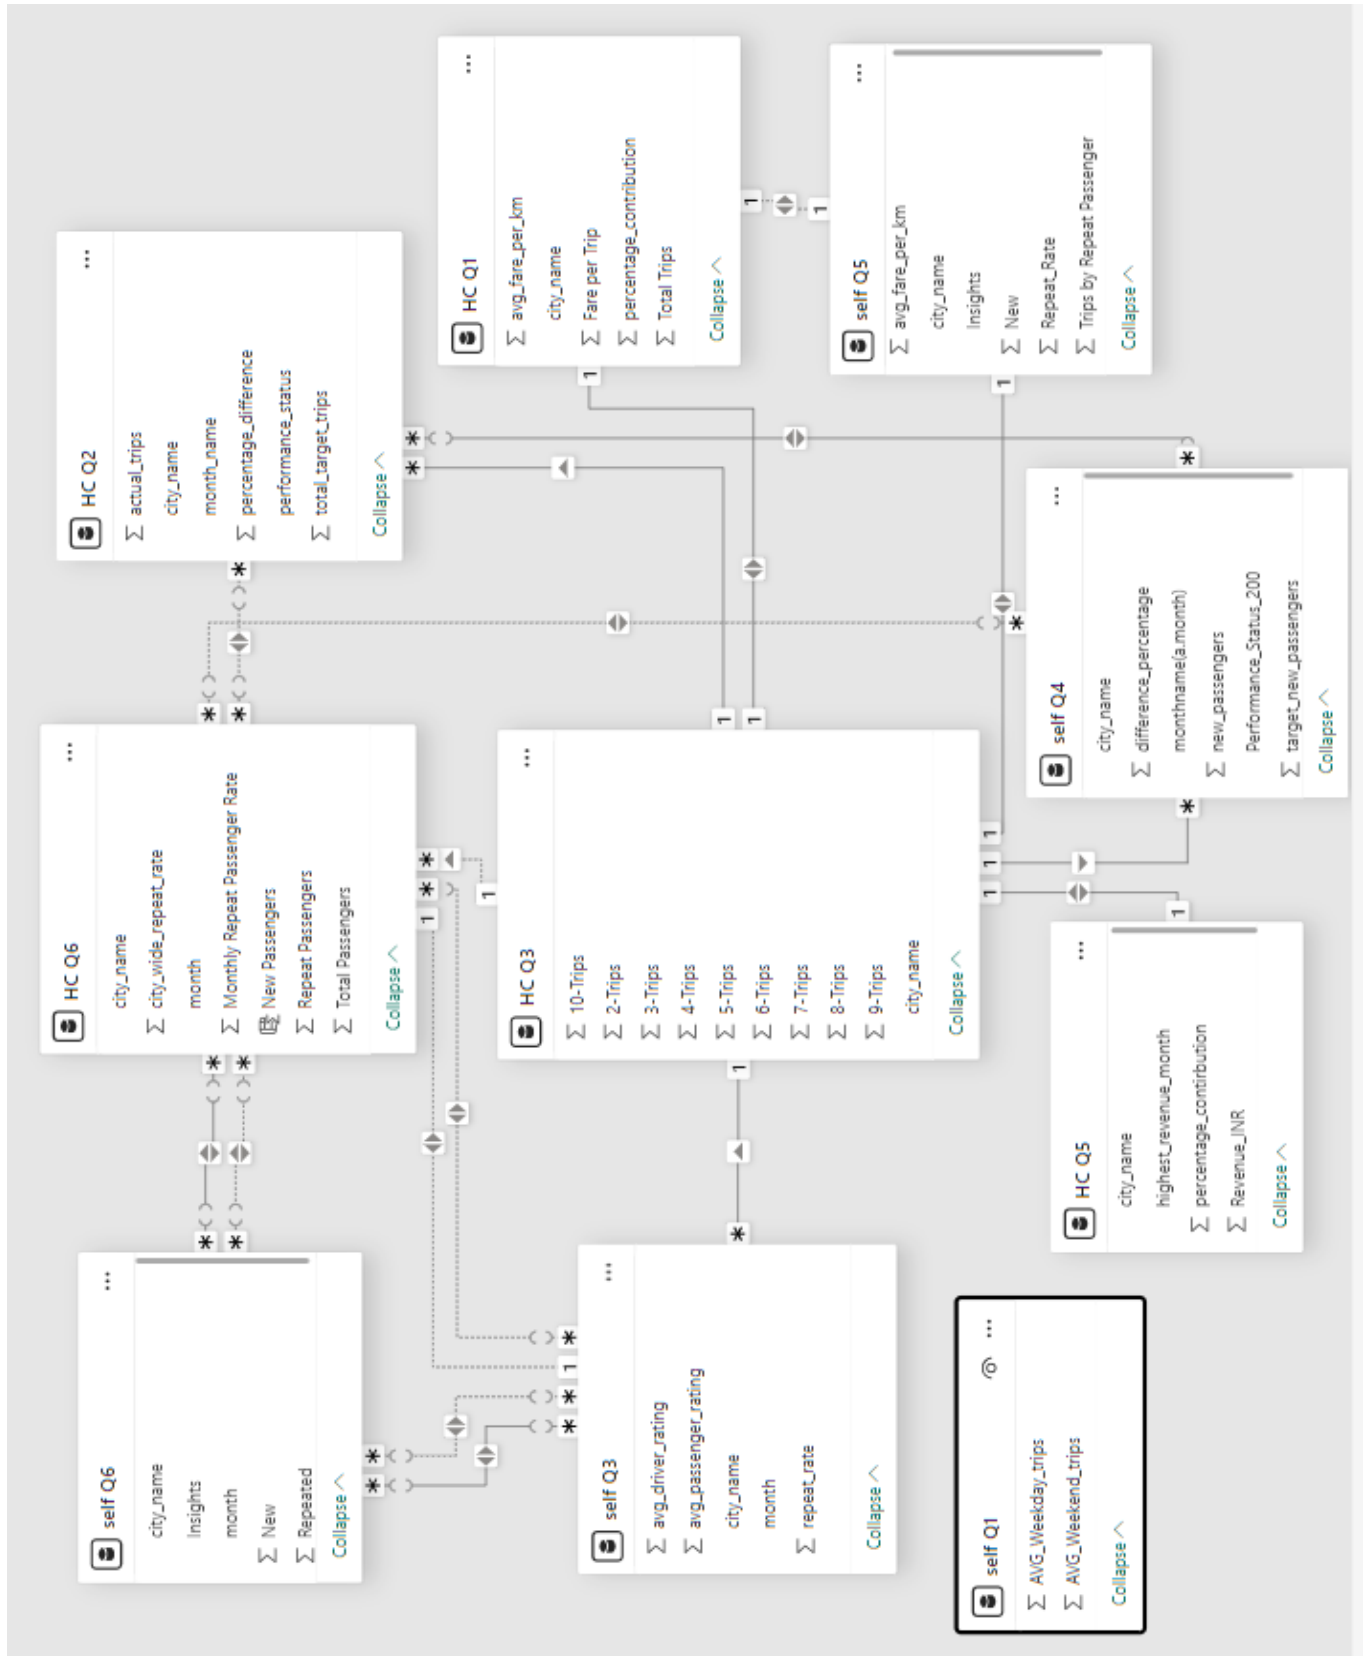 self Q6
city_name
Insights
month
Σ New
Σ Repeated
Collapse
HC Q6
city_name
Σ city_wide_repeat_rate
month
Σ Monthly Repeat Passenger Rate
New Passengers
Σ Repeat Passengers
Σ Total Passengers
Collapse
HC Q2
Σ actual_trips
city_name
month_name
Σ percentage_difference
performance_status
Σ total_target_trips
Collapse
self Q3
Σ avg_driver_rating
Σ avg_passenger_rating
city_name
month
Σ repeat_rate
Collapse
HC Q3
Σ 10-Trips
Σ 2-Trips
Σ 3-Trips
Σ 4-Trips
Σ 5-Trips
Σ 6-Trips
Σ 7-Trips
Σ 8-Trips
Σ 9-Trips
city_name
Collapse
HC Q1
Σ avg_fare_per_km
city_name
Σ Fare per Trip
Σ percentage_contribution
Σ Total Trips
Collapse
self Q1
Σ AVG_Weekday_trips
Σ AVG_Weekend_trips
Collapse
HC Q5
city_name
highest_revenue_month
Σ percentage_contirbution
Σ Revenue_INR
Collapse
self Q4
city_name
Σ difference_percentage
monthname(a.month)
Σ new_passengers
Performance_Status_200
Σ target_new_passengers
Collapse
self Q5
Σ avg_fare_per_km
city_name
Insights
Σ New
Σ Repeat_Rate
Σ Trips by Repeat Passenger
Collapse